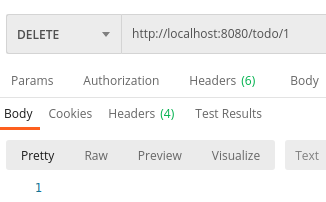 DELETE http://localhost:8080/todo/1
Params Authorization Headers (6) Body
Body Cookies Headers (4) Test Results
Pretty Raw Preview Visualize Text
1